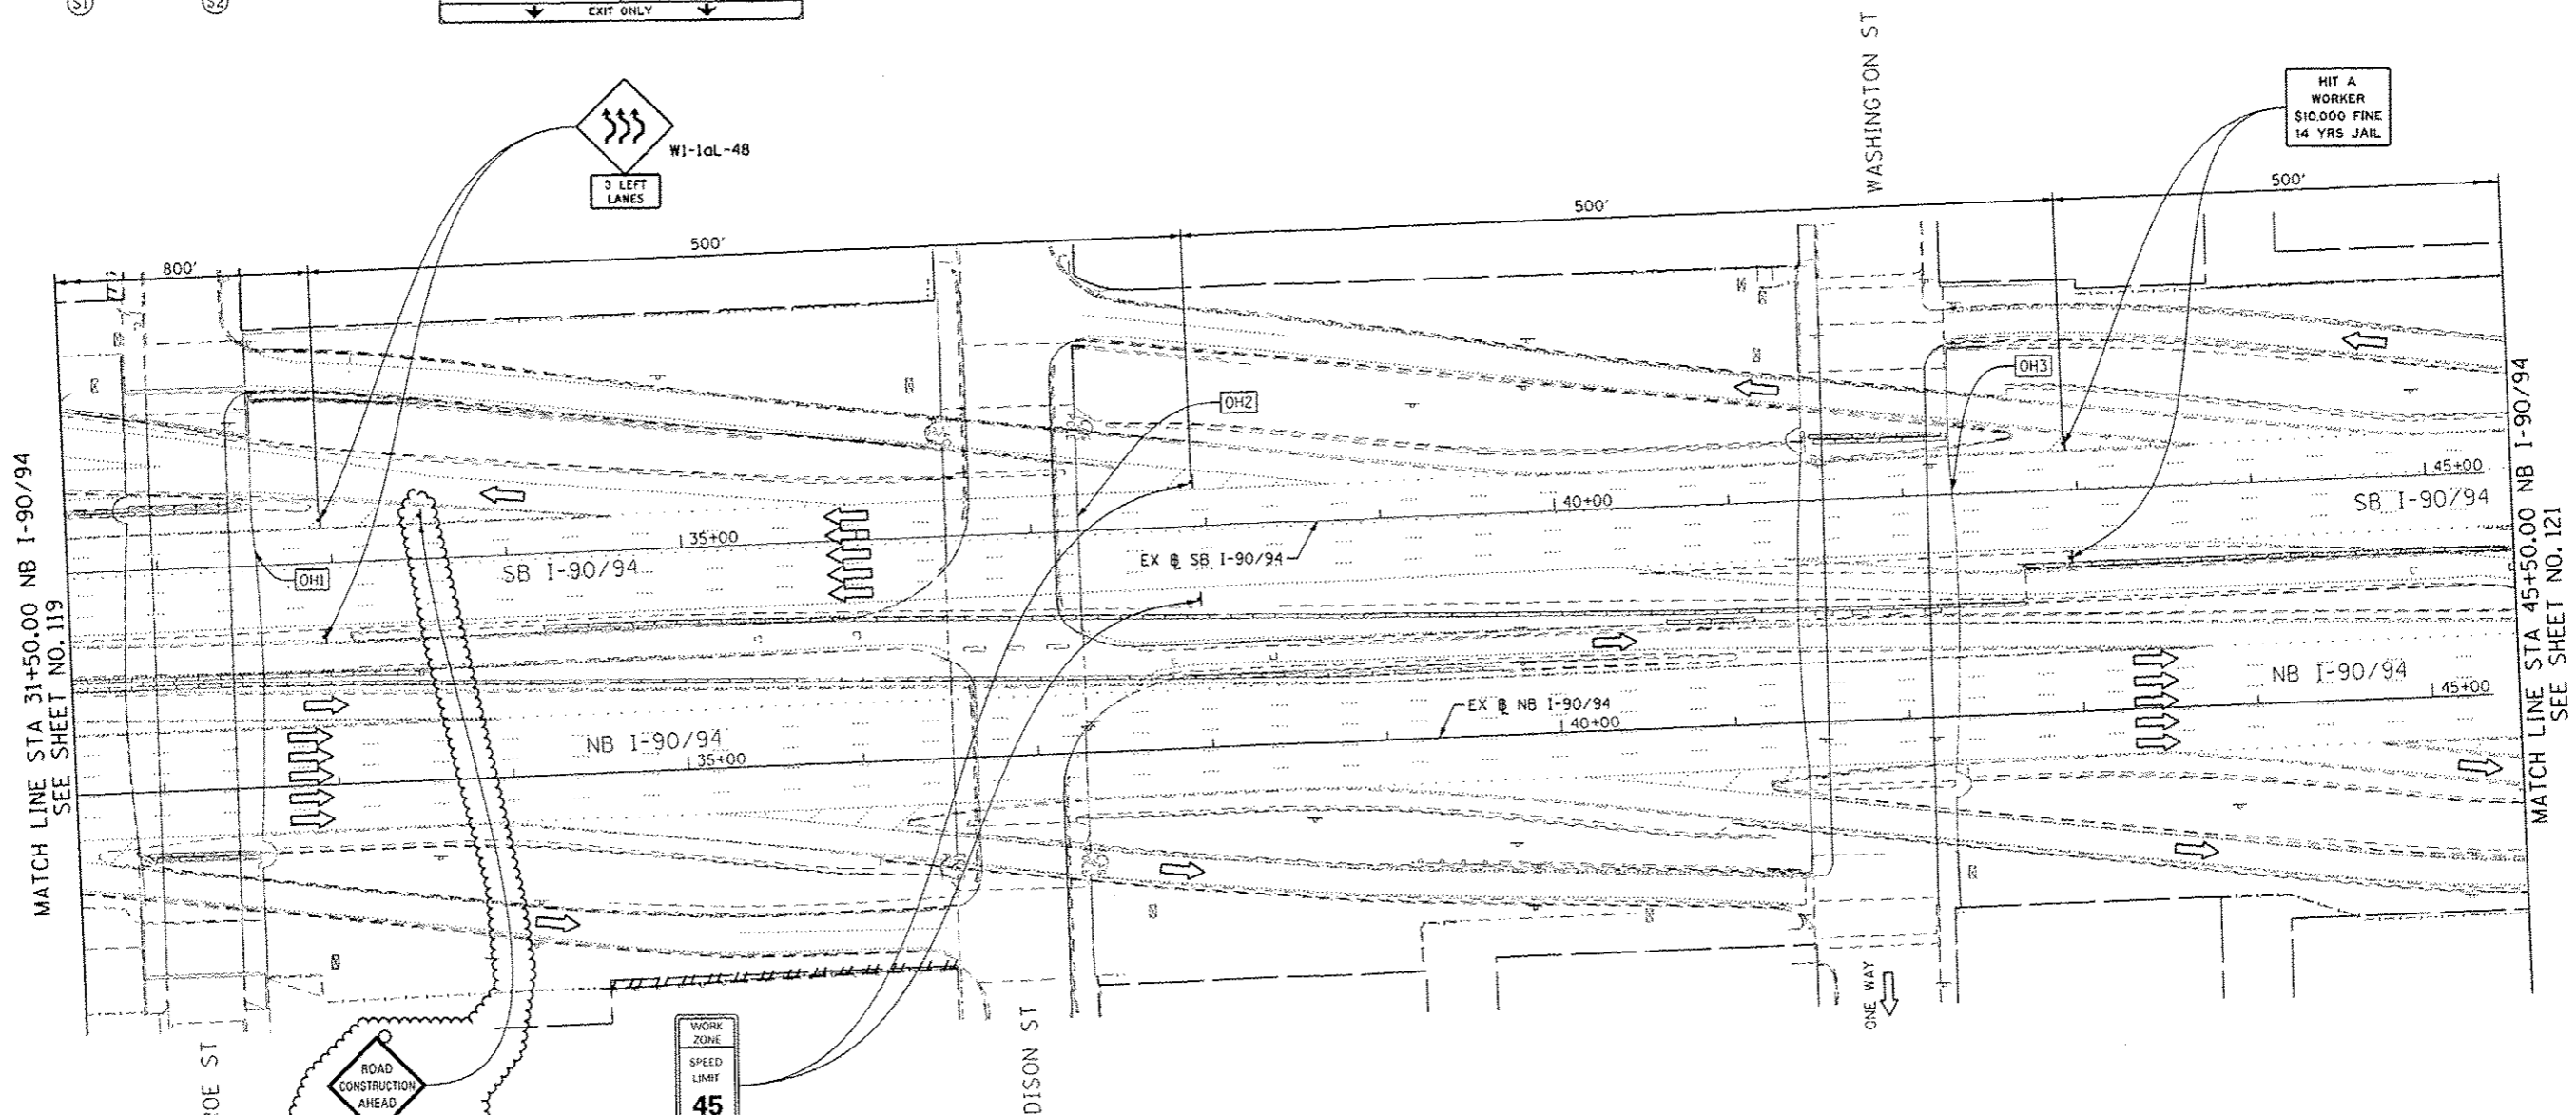 S1
S2
EXIT ONLY
WASHINGTON ST
HIT A
WORKER
$10,000 FINE
14 YRS JAIL
W1-1aL-48
3 LEFT
LANES
800'
500'
500'
500'
OH1
OH2
OH3
MATCH LINE STA 31+50.00 NB I-90/94
SEE SHEET NO. 119
35+00
SB I-90/94
EX B SB I-90/94
40+00
45+00
SB I-90/94
MATCH LINE STA 45+50.00 NB I-90/94
SEE SHEET NO. 121
NB I-90/94
35+00
EX B NB I-90/94
40+00
NB I-90/94
45+00
ONE WAY
OE ST
ROAD
CONSTRUCTION
AHEAD
WORK
ZONE
SPEED
LIMIT
45
DISON ST